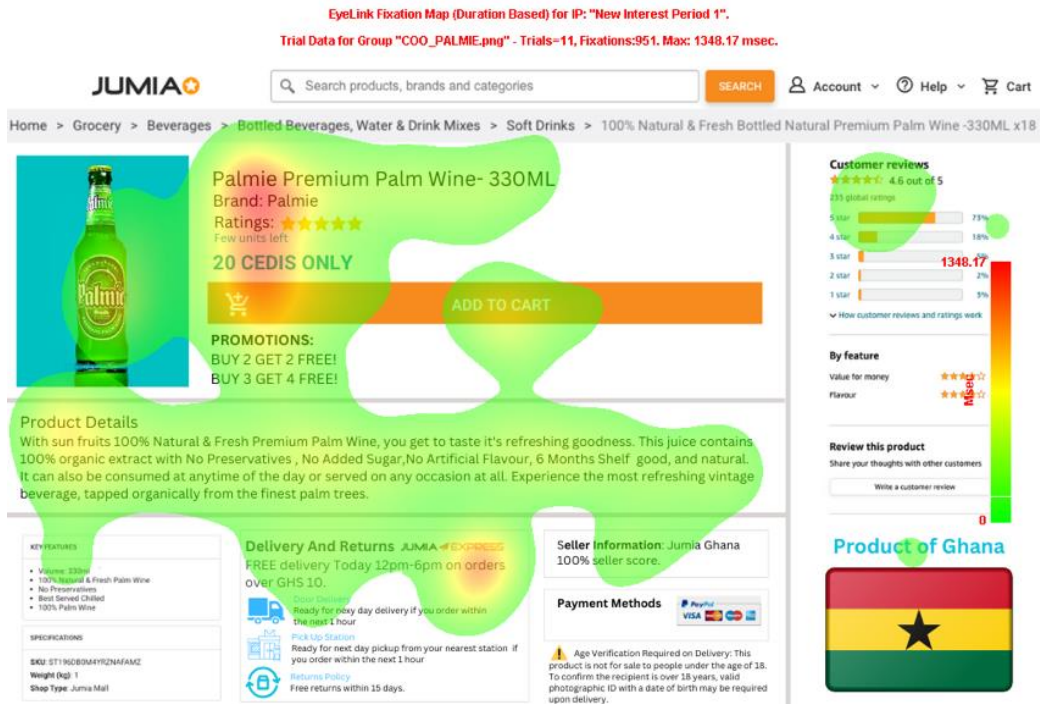 EyeLink Fixation Map (Duration Based) for IP: "New Interest Period 1".
Trial Data for Group "COO_PALMIE.png" - Trials=11, Fixations:951. Max: 1348.17 msec.
JUMIA
Search products, brands and categories
SEARCH
Account
Help
Cart
Home > Grocery > Beverages > Bottled Beverages, Water & Drink Mixes > Soft Drinks > 100% Natural & Fresh Bottled Natural Premium Palm Wine -330ML x18
Palmie
Palmie
Palmie Premium Palm Wine- 330ML
Brand: Palmie
Ratings:
Few units left
20 CEDIS ONLY
ADD TO CART
PROMOTIONS:
BUY 2 GET 2 FREE!
BUY 3 GET 4 FREE!
Customer reviews
4.6 out of 5
235 global ratings
5 star 73%
4 star 18%
3 star
2 star 2%
1 star 5%
How customer reviews and ratings work
By feature
Value for money
Flavour
Review this product
Share your thoughts with other customers
Write a customer review
1348.17
Msec
0
Product Details
With sun fruits 100% Natural & Fresh Premium Palm Wine, you get to taste it's refreshing goodness. This juice contains
100% organic extract with No Preservatives , No Added Sugar,No Artificial Flavour, 6 Months Shelf good, and natural.
It can also be consumed at anytime of the day or served on any occasion at all. Experience the most refreshing vintage
beverage, tapped organically from the finest palm trees.
KEY FEATURES
Volume: 330ml
100% Natural & Fresh Palm Wine
No Preservatives
Best Served Chilled
100% Palm Wine
SPECIFICATIONS
SKU: ST196DB0M4YRZNAFAMZ
Weight (kg): 1
Shop Type: Jumia Mall
Delivery And Returns JUMIA EXPRESS
FREE delivery Today 12pm-6pm on orders
over GHS 10.
Door Delivery
Ready for nexy day delivery if you order within
the next 1 hour
Pick Up Station
Ready for next day pickup from your nearest station if
you order within the next 1 hour
Returns Policy
Free returns within 15 days.
Seller Information: Jumia Ghana
100% seller score.
Payment Methods
PayPal
VISA
Age Verification Required on Delivery: This
product is not for sale to people under the age of 18.
To confirm the recipient is over 18 years, valid
photographic ID with a date of birth may be required
upon delivery.
Product of Ghana